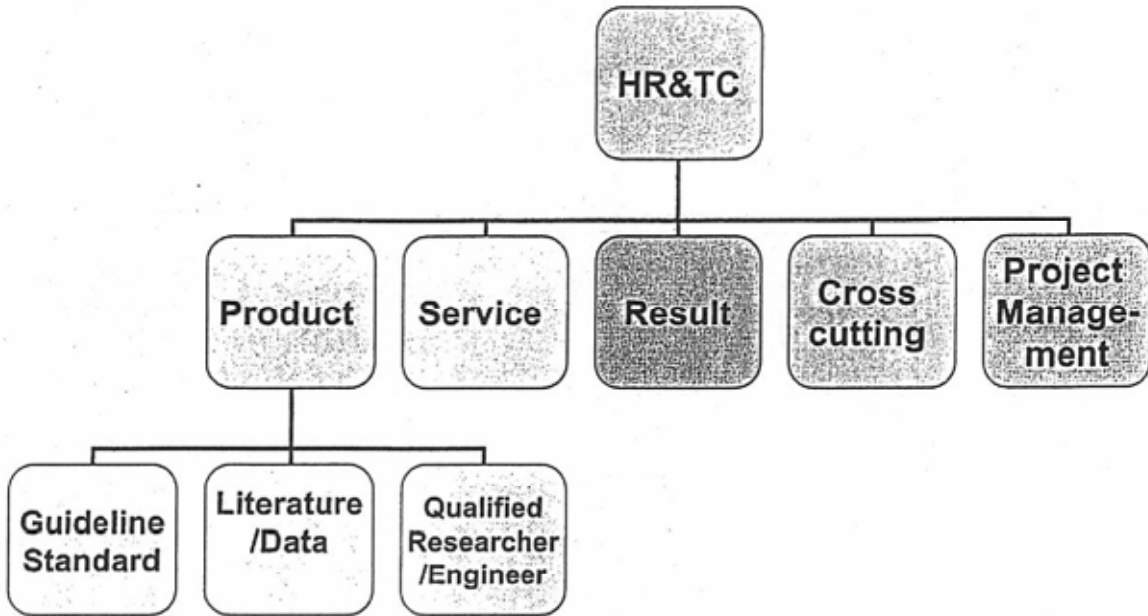 HR&TC
Product
Service
Result
Cross
cutting
Project
Manage-
ment
Guideline
Standard
Literature
/Data
Qualified
Researcher
/Engineer